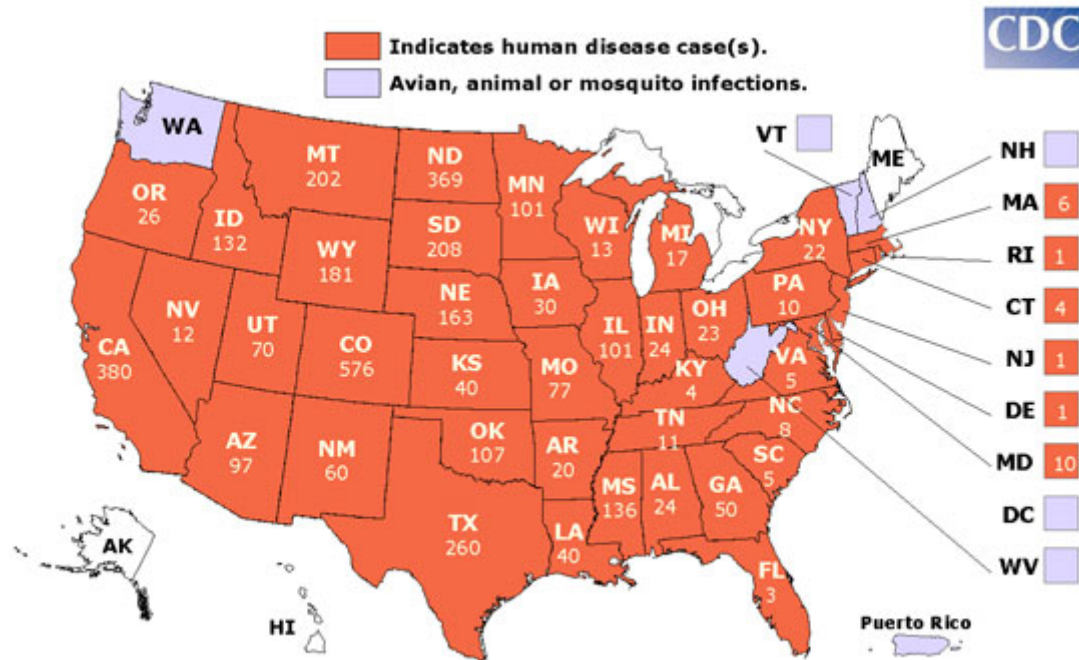 CDC
Indicates human disease case(s).
Avian, animal or mosquito infections.
WA
VT
ME
NH
MT
202
ND
369
MN
101
OR
26
ID
132
SD
208
WI
13
MI
17
NY
22
MA 6
WY
181
RI 1
IA
30
PA
10
NE
163
CT 4
NV
12
UT
70
CO
576
IL
101
IN
24
OH
23
CA
380
KS
40
MO
77
KY
4
VA
5
NJ 1
NC
8
DE 1
TN
11
AZ
97
NM
60
OK
107
AR
20
SC
5
MD 10
MS
136
AL
24
GA
50
DC
TX
260
LA
40
AK
WV
FL
3
HI
Puerto Rico